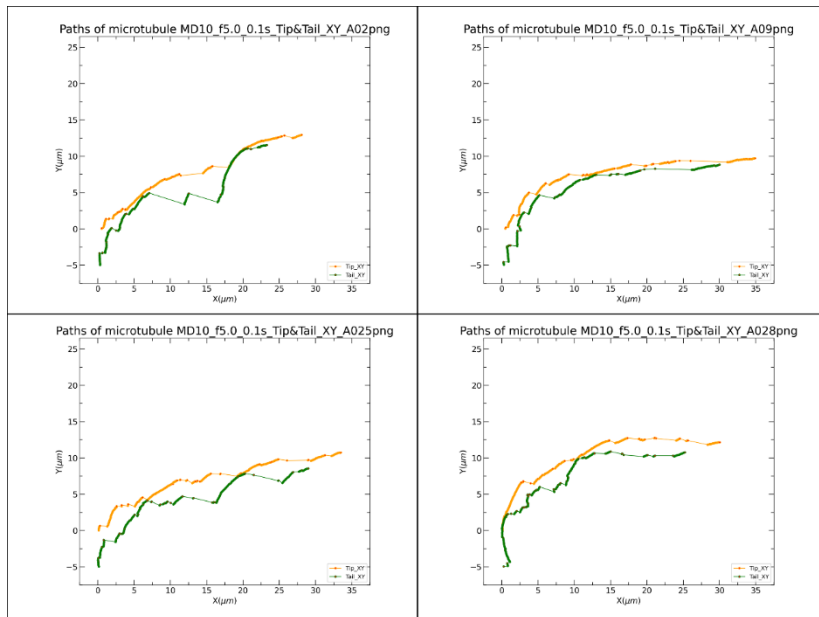 Paths of microtubule MD10_f5.0_0.1s_Tip&Tail_XY_A02png
25
20
15
10
5
0
−5
Y(μm)
0 5 10 15 20 25 30 35
X(μm)
Tip_XY
Tail_XY
Paths of microtubule MD10_f5.0_0.1s_Tip&Tail_XY_A09png
25
20
15
10
5
0
−5
Y(μm)
0 5 10 15 20 25 30 35
X(μm)
Tip_XY
Tail_XY
Paths of microtubule MD10_f5.0_0.1s_Tip&Tail_XY_A025png
25
20
15
10
5
0
−5
Y(μm)
0 5 10 15 20 25 30 35
X(μm)
Tip_XY
Tail_XY
Paths of microtubule MD10_f5.0_0.1s_Tip&Tail_XY_A028png
25
20
15
10
5
0
−5
Y(μm)
0 5 10 15 20 25 30 35
X(μm)
Tip_XY
Tail_XY